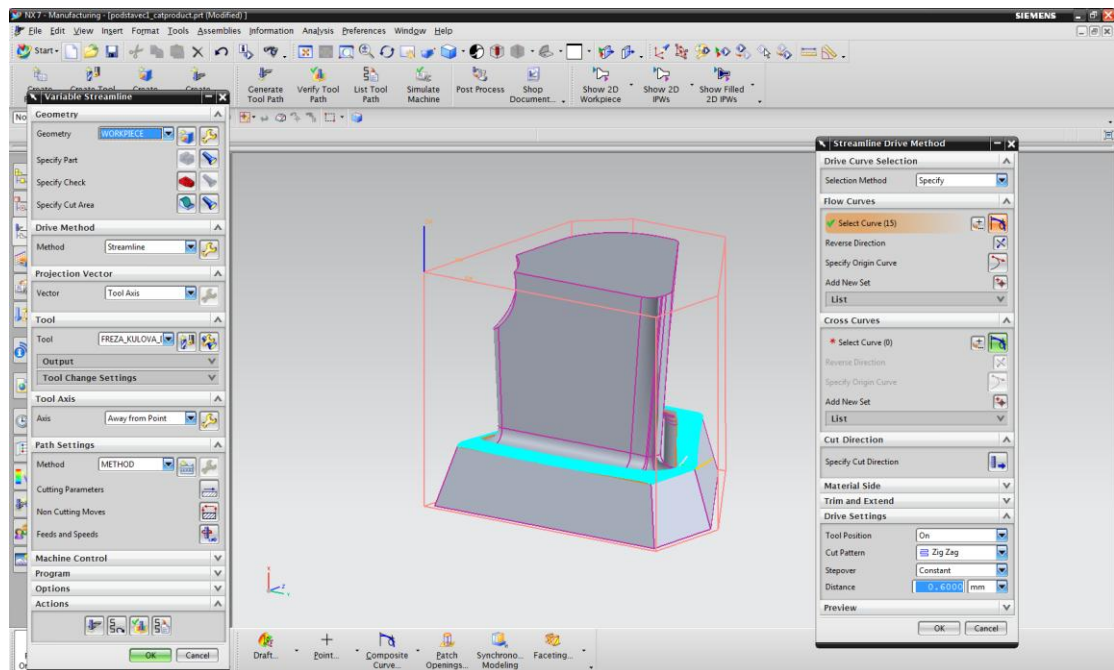 NX 7 - Manufacturing - [podstavec1_catproduct.prt (Modified) ]
SIEMENS
File Edit View Insert Format Tools Assemblies Information Analysis Preferences Window Help
Start
Generate Tool Path
Verify Tool Path
List Tool Path
Simulate Machine
Post Process
Shop Document...
Show 2D Workpiece
Show 2D IPWs
Show Filled 2D IPWs
Variable Streamline
Geometry
Geometry WORKPIECE
Specify Part
Specify Check
Specify Cut Area
Drive Method
Method Streamline
Projection Vector
Vector Tool Axis
Tool
Tool FREZA_KULOVA_
Output
Tool Change Settings
Tool Axis
Axis Away from Point
Path Settings
Method METHOD
Cutting Parameters
Non Cutting Moves
Feeds and Speeds
Machine Control
Program
Options
Actions
OK Cancel
Streamline Drive Method
Drive Curve Selection
Selection Method Specify
Flow Curves
Select Curve (15)
Reverse Direction
Specify Origin Curve
Add New Set
List
Cross Curves
* Select Curve (0)
Reverse Direction
Specify Origin Curve
Add New Set
List
Cut Direction
Specify Cut Direction
Material Side
Trim and Extend
Drive Settings
Tool Position On
Cut Pattern Zig Zag
Stepover Constant
Distance 0.6000 mm
Preview
OK Cancel
Draft...
Point...
Composite Curve...
Patch Openings...
Synchrono... Modeling
Faceting...